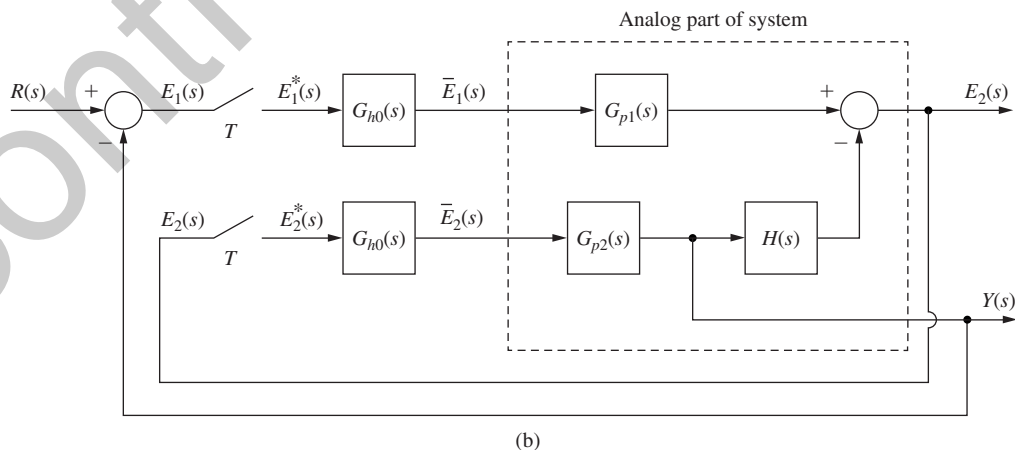 Analog part of system
R(s)
+
−
E₁(s)
T
E₁*(s)
Gₕ₀(s)
Ē₁(s)
Gₚ₁(s)
+
−
E₂(s)
E₂(s)
T
E₂*(s)
Gₕ₀(s)
Ē₂(s)
Gₚ₂(s)
H(s)
Y(s)
(b)